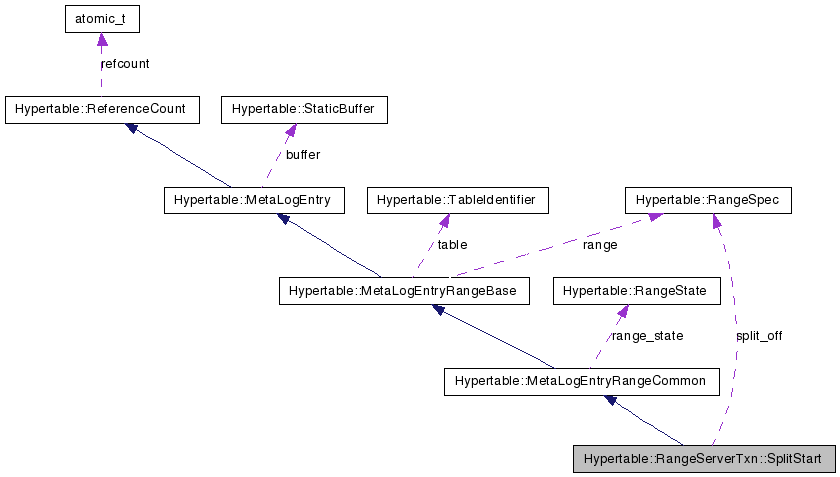 atomic_t
refcount
Hypertable::ReferenceCount
Hypertable::StaticBuffer
buffer
Hypertable::MetaLogEntry
Hypertable::TableIdentifier
Hypertable::RangeSpec
table
range
Hypertable::MetaLogEntryRangeBase
Hypertable::RangeState
range_state
split_off
Hypertable::MetaLogEntryRangeCommon
Hypertable::RangeServerTxn::SplitStart